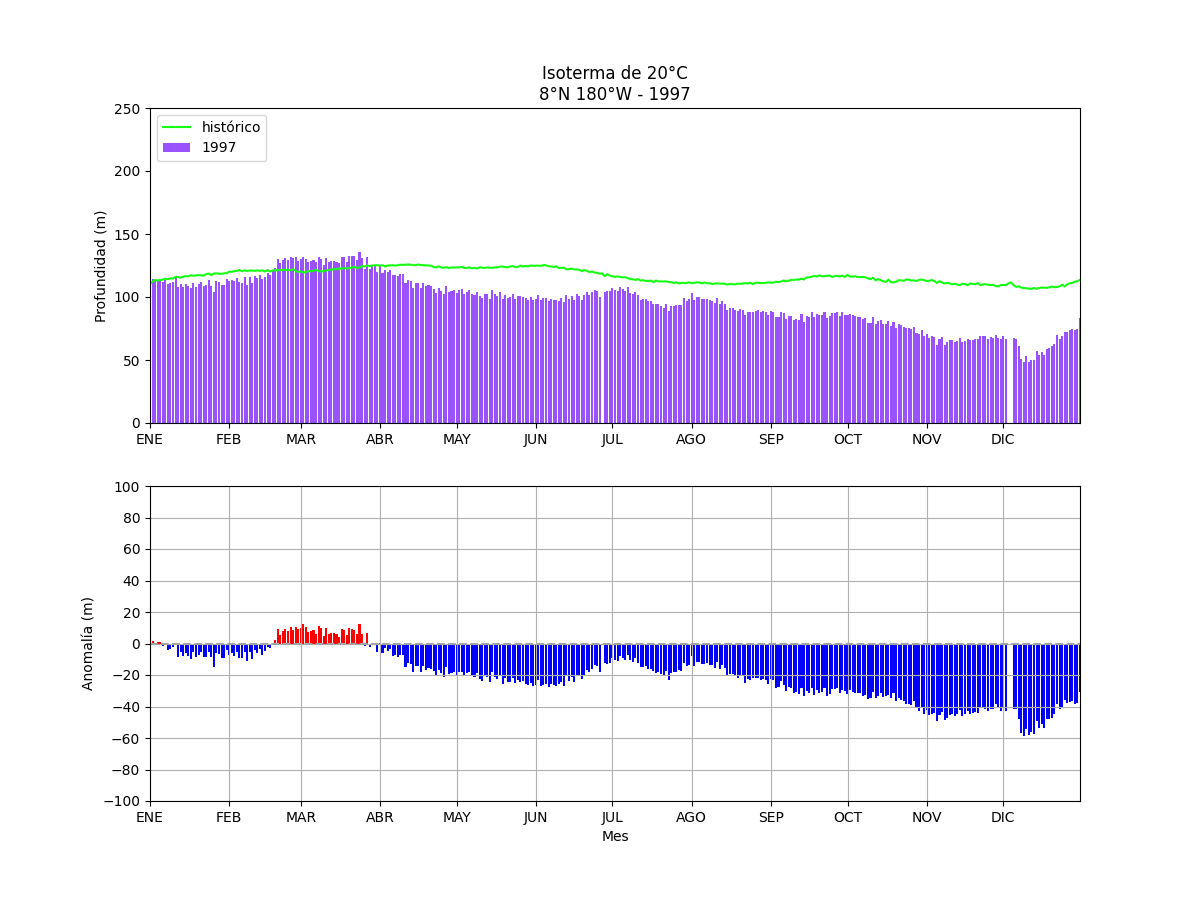 Isoterma de 20°C
8°N 180°W - 1997
histórico
1997
Profundidad (m)
250
200
150
100
50
0
ENE FEB MAR ABR MAY JUN JUL AGO SEP OCT NOV DIC
Anomalía (m)
100
80
60
40
20
0
−20
−40
−60
−80
−100
ENE FEB MAR ABR MAY JUN JUL AGO SEP OCT NOV DIC
Mes